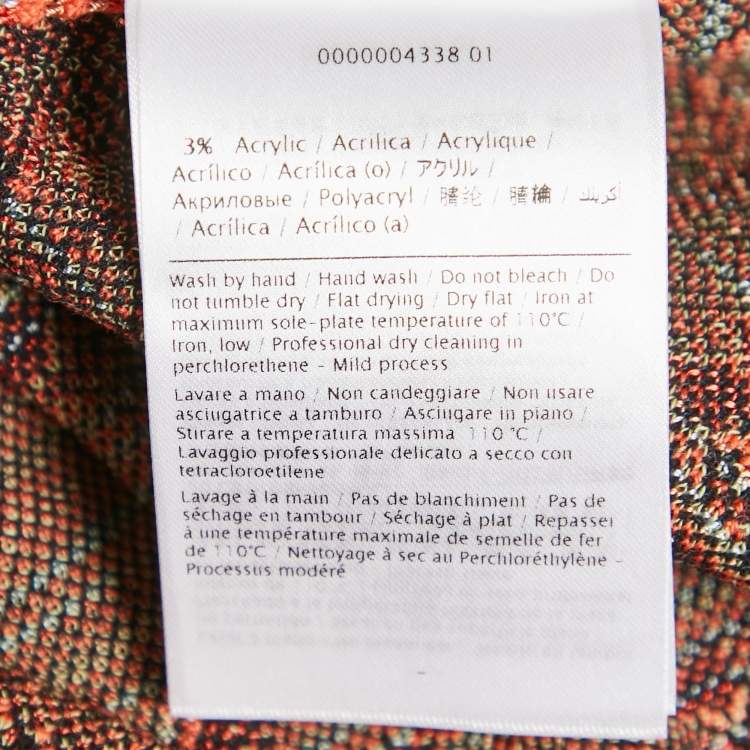 0000004338 01
3% Acrylic / Acrilica / Acrylique /
Acrílico / Acrílica (o) / アクリル /
Акриловые / Polyacryl / 腈纶 / 腈綸 / أكريلك
/ Acrílica / Acrílico (a)
Wash by hand / Hand wash / Do not bleach / Do
not tumble dry / Flat drying / Dry flat / Iron at
maximum sole-plate temperature of 110°C /
Iron, low / Professional dry cleaning in
perchlorethene - Mild process
Lavare a mano / Non candeggiare / Non usare
asciugatrice a tamburo / Asciugare in piano /
Stirare a temperatura massima 110 °C /
Lavaggio professionale delicato a secco con
tetracloroetilene
Lavage à la main / Pas de blanchiment / Pas de
séchage en tambour / Séchage à plat / Repasser
à une température maximale de semelle de fer
de 110°C / Nettoyage à sec au Perchloréthylène -
Processus modéré